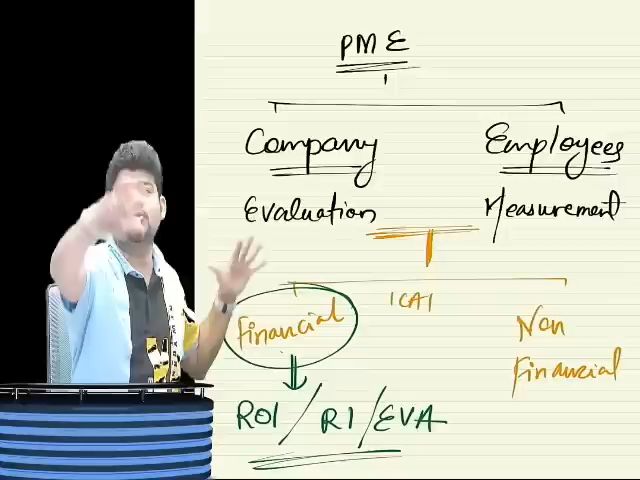 PME
Company Employees
Evaluation Measurement
ICAI
Financial Non
Financial
ROI / RI / EVA